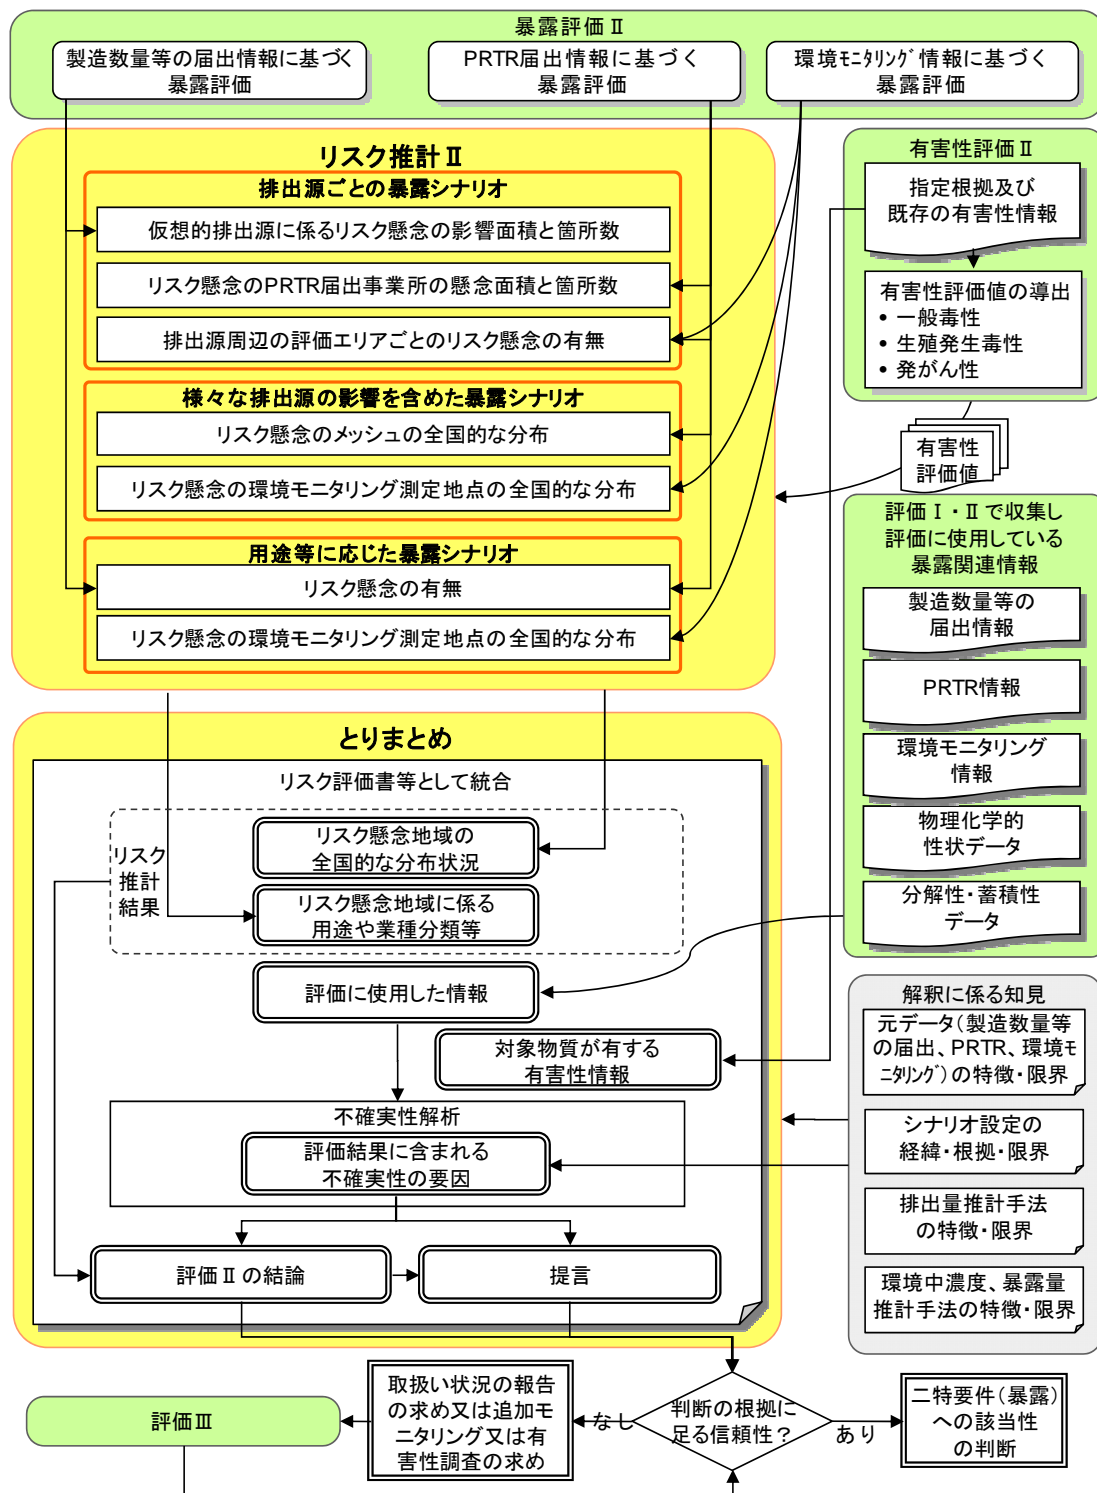 暴露評価Ⅱ
製造数量等の届出情報に基づく
暴露評価
PRTR届出情報に基づく
暴露評価
環境ﾓﾆﾀﾘﾝｸﾞ情報に基づく
暴露評価
リスク推計Ⅱ
排出源ごとの暴露シナリオ
仮想的排出源に係るリスク懸念の影響面積と箇所数
リスク懸念のPRTR届出事業所の懸念面積と箇所数
排出源周辺の評価エリアごとのリスク懸念の有無
様々な排出源の影響を含めた暴露シナリオ
リスク懸念のメッシュの全国的な分布
リスク懸念の環境モニタリング測定地点の全国的な分布
用途等に応じた暴露シナリオ
リスク懸念の有無
リスク懸念の環境モニタリング測定地点の全国的な分布
有害性評価Ⅱ
指定根拠及び
既存の有害性情報
有害性評価値の導出
• 一般毒性
• 生殖発生毒性
• 発がん性
有害性
評価値
評価Ⅰ・Ⅱで収集し
評価に使用している
暴露関連情報
製造数量等の
届出情報
PRTR情報
環境モニタリング
情報
物理化学的
性状データ
分解性・蓄積性
データ
とりまとめ
リスク評価書等として統合
リスク
推計
結果
リスク懸念地域の
全国的な分布状況
リスク懸念地域に係る
用途や業種分類等
評価に使用した情報
対象物質が有する
有害性情報
不確実性解析
評価結果に含まれる
不確実性の要因
評価Ⅱの結論
提言
解釈に係る知見
元データ（製造数量等
の届出、PRTR、環境ﾓ
ﾆﾀﾘﾝｸﾞ）の特徴・限界
シナリオ設定の
経緯・根拠・限界
排出量推計手法
の特徴・限界
環境中濃度、暴露量
推計手法の特徴・限界
評価Ⅲ
取扱い状況の報告
の求め又は追加モ
ニタリング又は有
害性調査の求め
なし
判断の根拠に
足る信頼性？
あり
二特要件（暴露）
への該当性
の判断